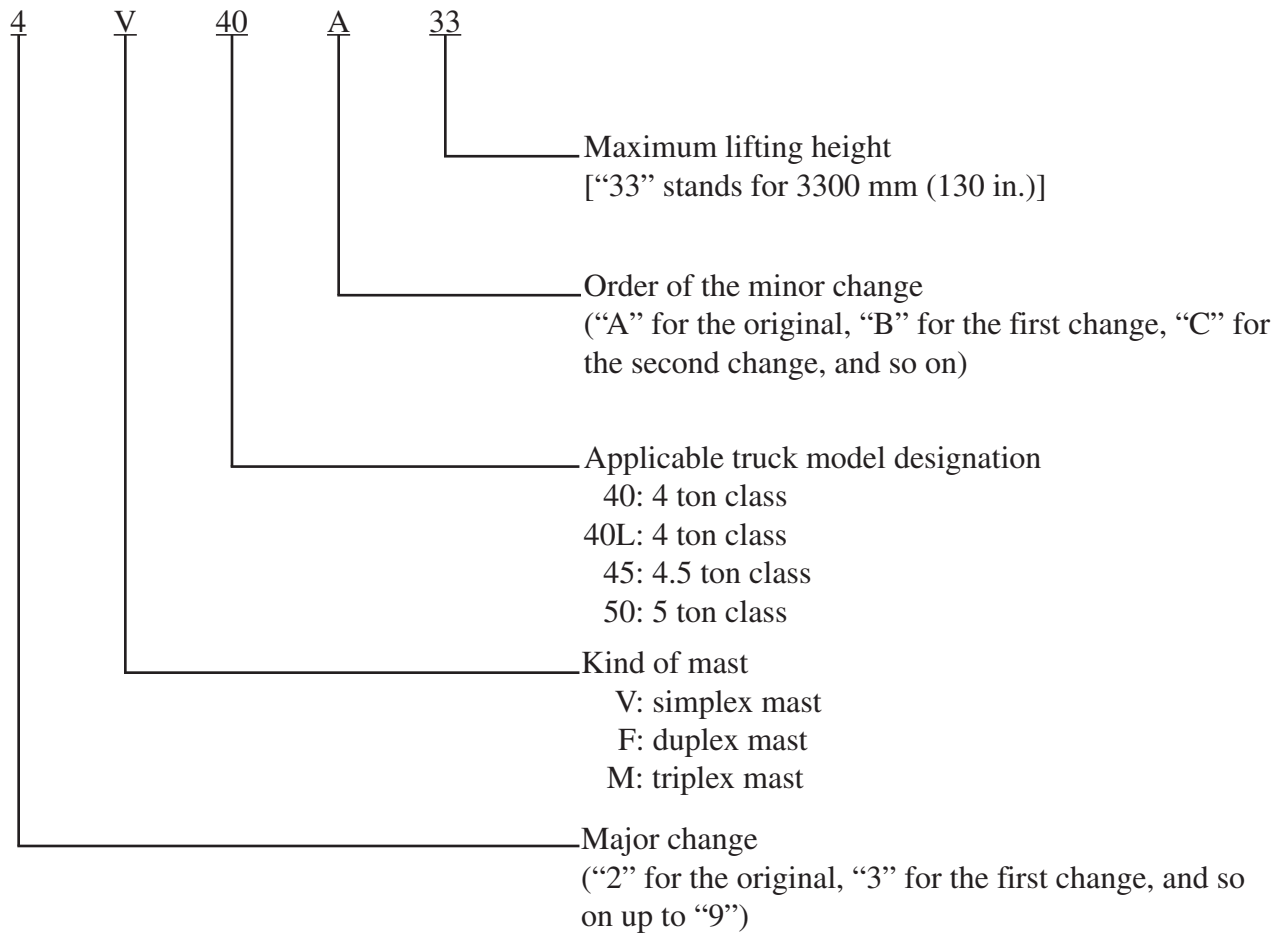 4 V 40 A 33
Maximum lifting height
[“33” stands for 3300 mm (130 in.)]
Order of the minor change
(“A” for the original, “B” for the first change, “C” for
the second change, and so on)
Applicable truck model designation
40: 4 ton class
40L: 4 ton class
45: 4.5 ton class
50: 5 ton class
Kind of mast
V: simplex mast
F: duplex mast
M: triplex mast
Major change
(“2” for the original, “3” for the first change, and so
on up to “9”)